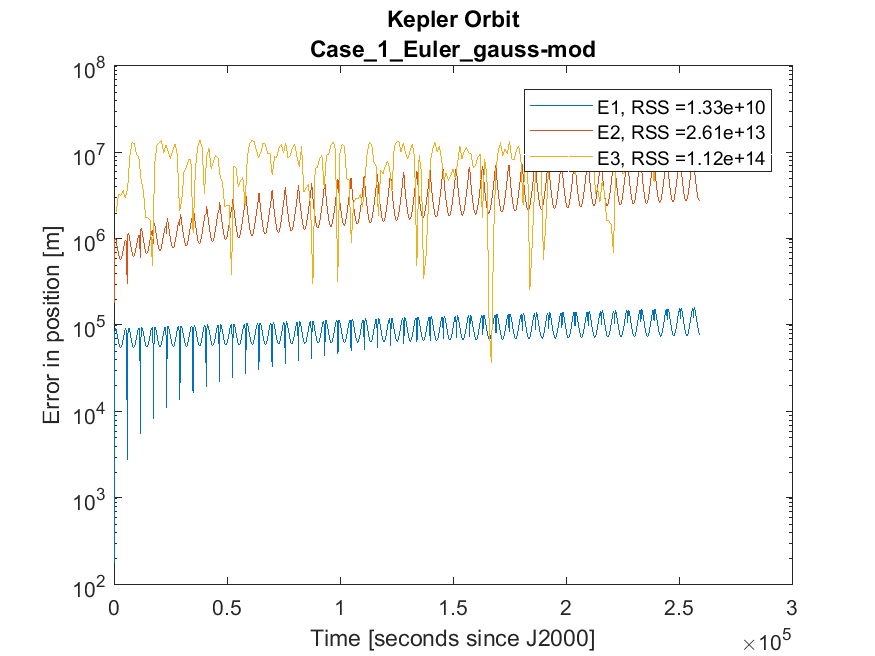 Kepler Orbit
Case_1_Euler_gauss-mod
E1, RSS =1.33e+10
E2, RSS =2.61e+13
E3, RSS =1.12e+14
Error in position [m]
10^8
10^7
10^6
10^5
10^4
10^3
10^2
0 0.5 1 1.5 2 2.5 3
Time [seconds since J2000]
×10^5